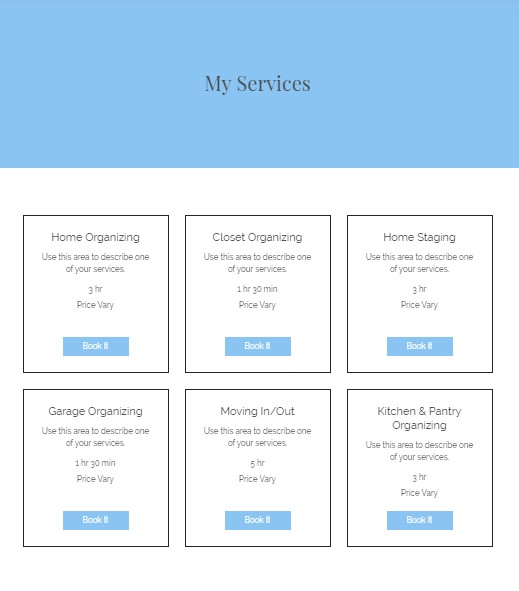 My Services
Home Organizing
Use this area to describe one
of your services.
3 hr
Price Vary
Book It
Closet Organizing
Use this area to describe one
of your services.
1 hr 30 min
Price Vary
Book It
Home Staging
Use this area to describe one
of your services.
3 hr
Price Vary
Book It
Garage Organizing
Use this area to describe one
of your services.
1 hr 30 min
Price Vary
Book It
Moving In/Out
Use this area to describe one
of your services.
5 hr
Price Vary
Book It
Kitchen & Pantry
Organizing
Use this area to describe one
of your services.
3 hr
Price Vary
Book It